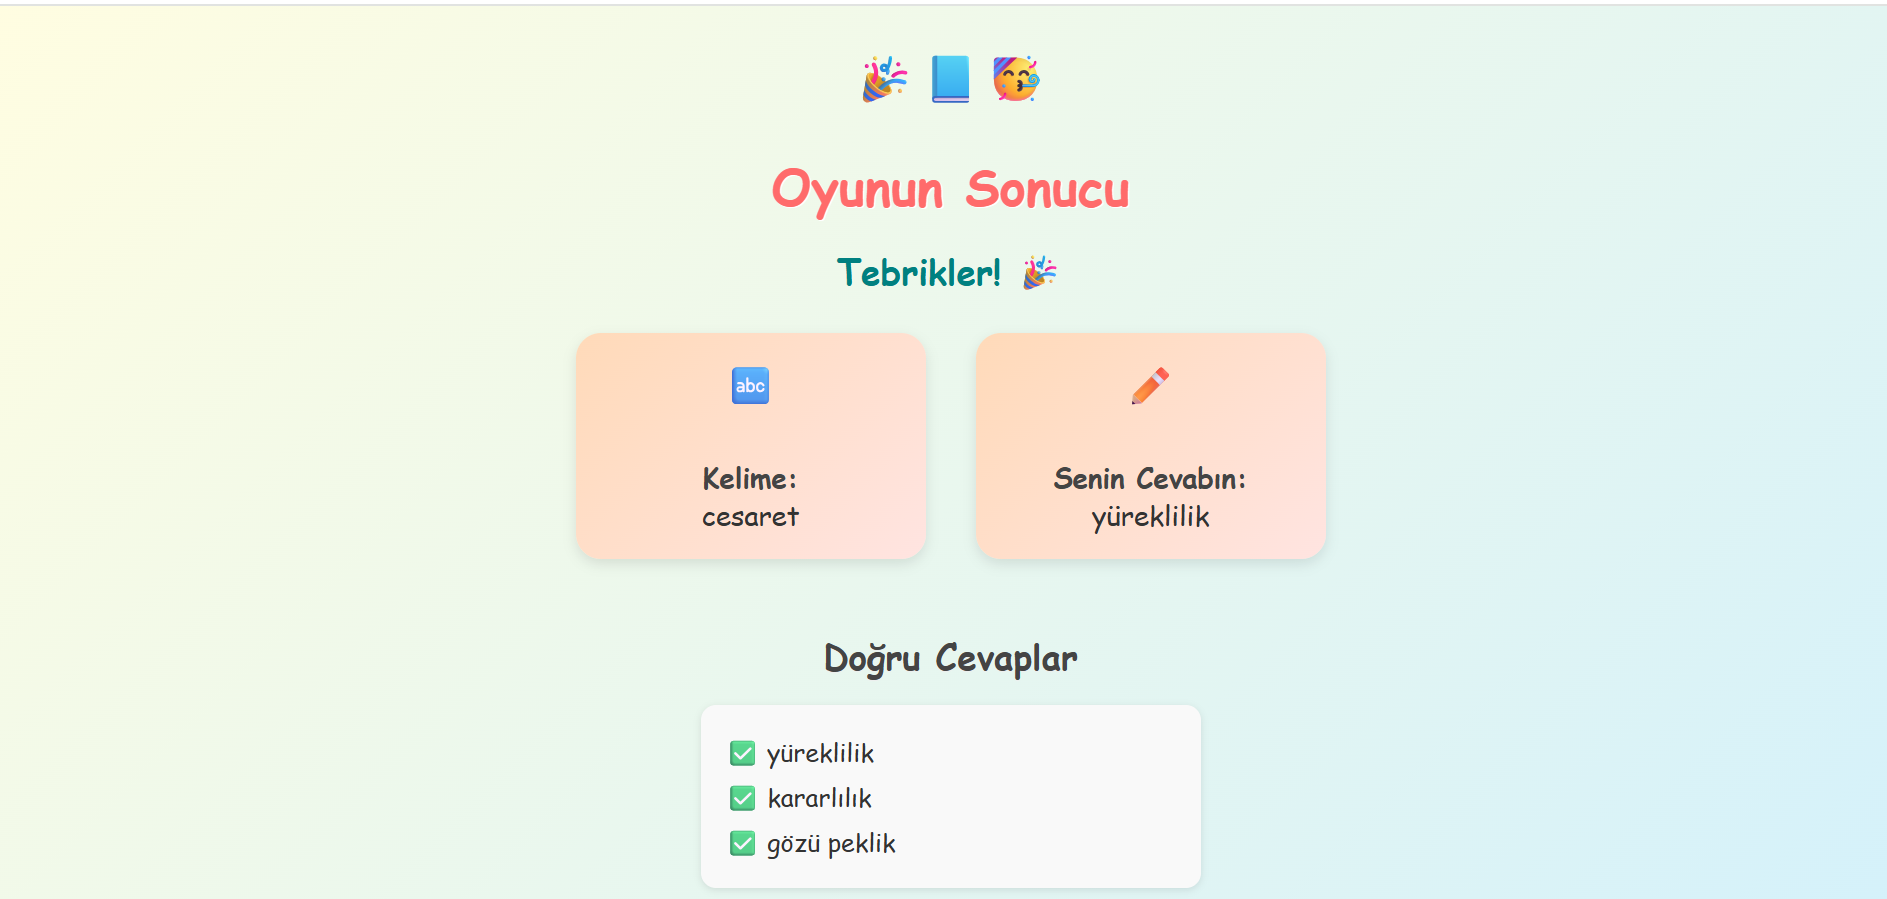 Oyunun Sonucu
Tebrikler! 🎉
abc
Kelime:
cesaret
Senin Cevabın:
yüreklilik
Doğru Cevaplar
✅ yüreklilik
✅ kararlılık
✅ gözü peklik